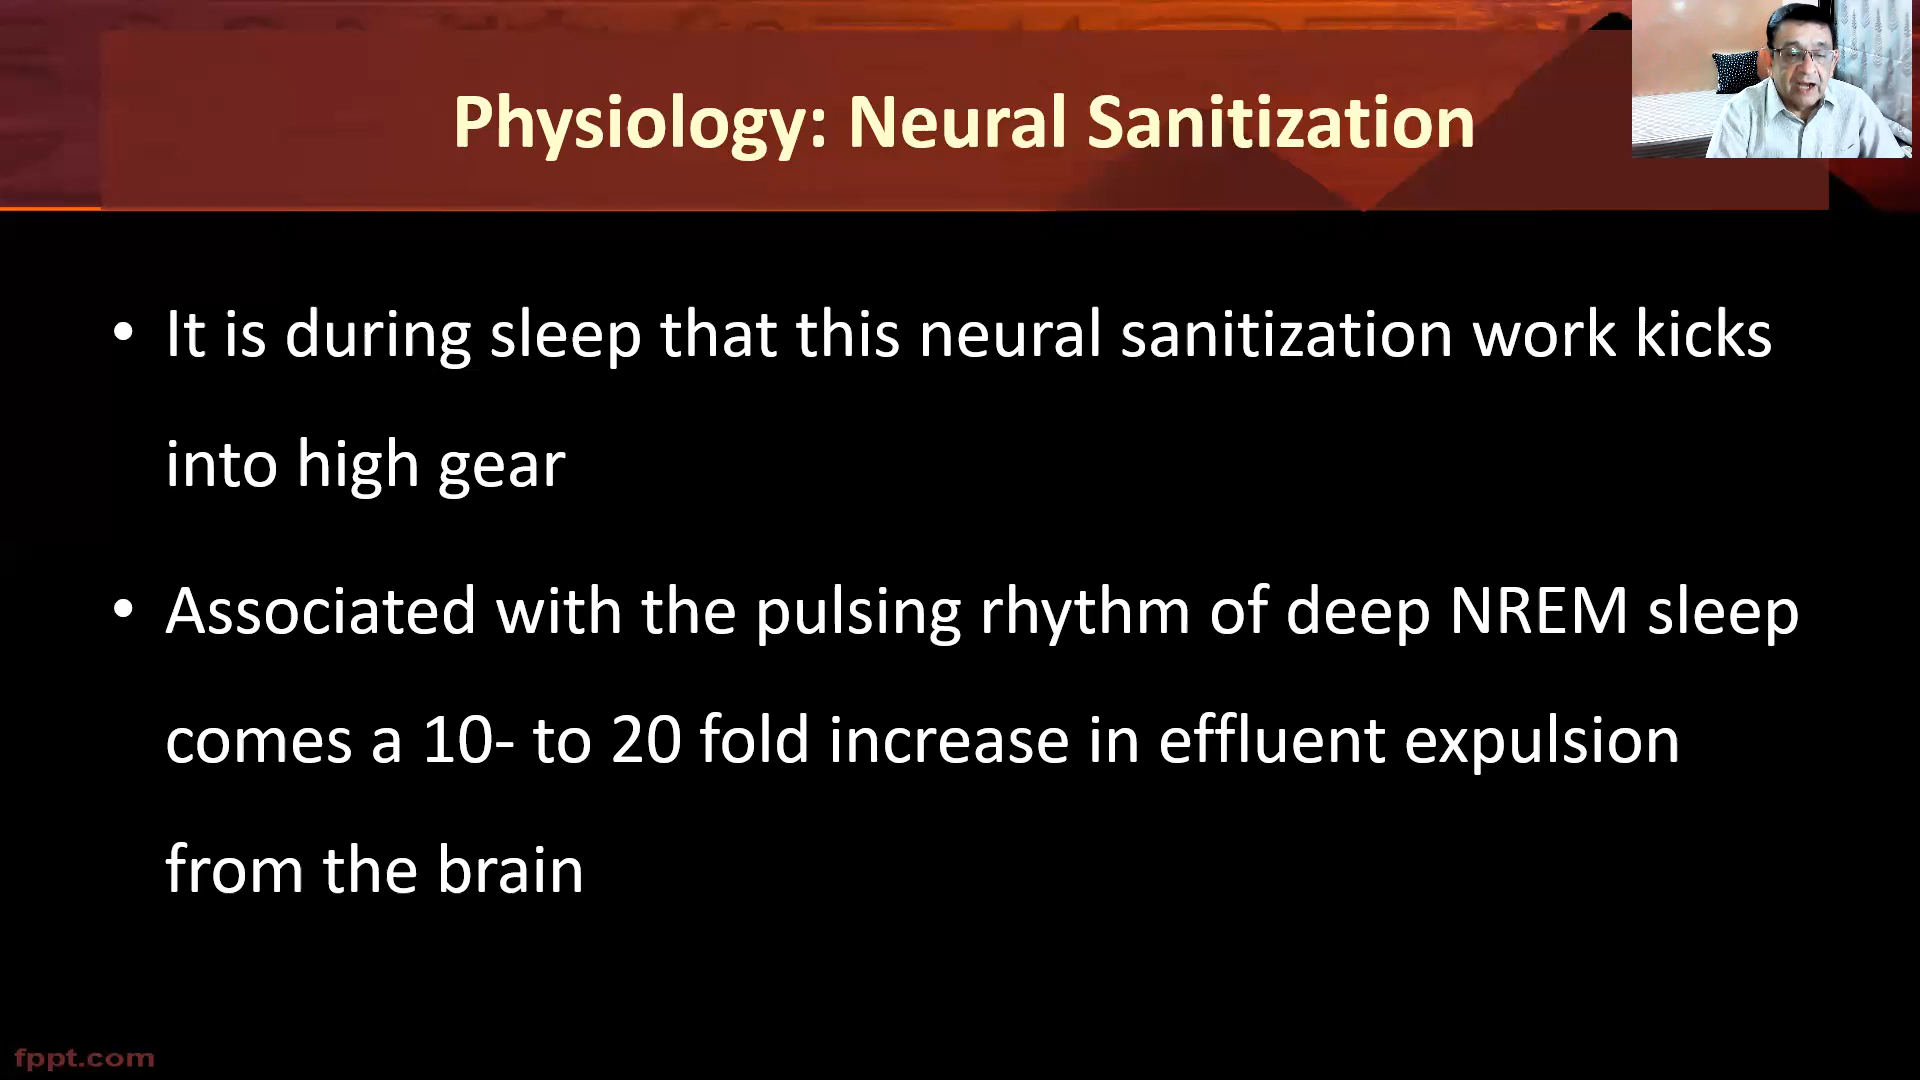 Physiology: Neural Sanitization
• It is during sleep that this neural sanitization work kicks
into high gear
• Associated with the pulsing rhythm of deep NREM sleep
comes a 10- to 20 fold increase in effluent expulsion
from the brain
fppt.com